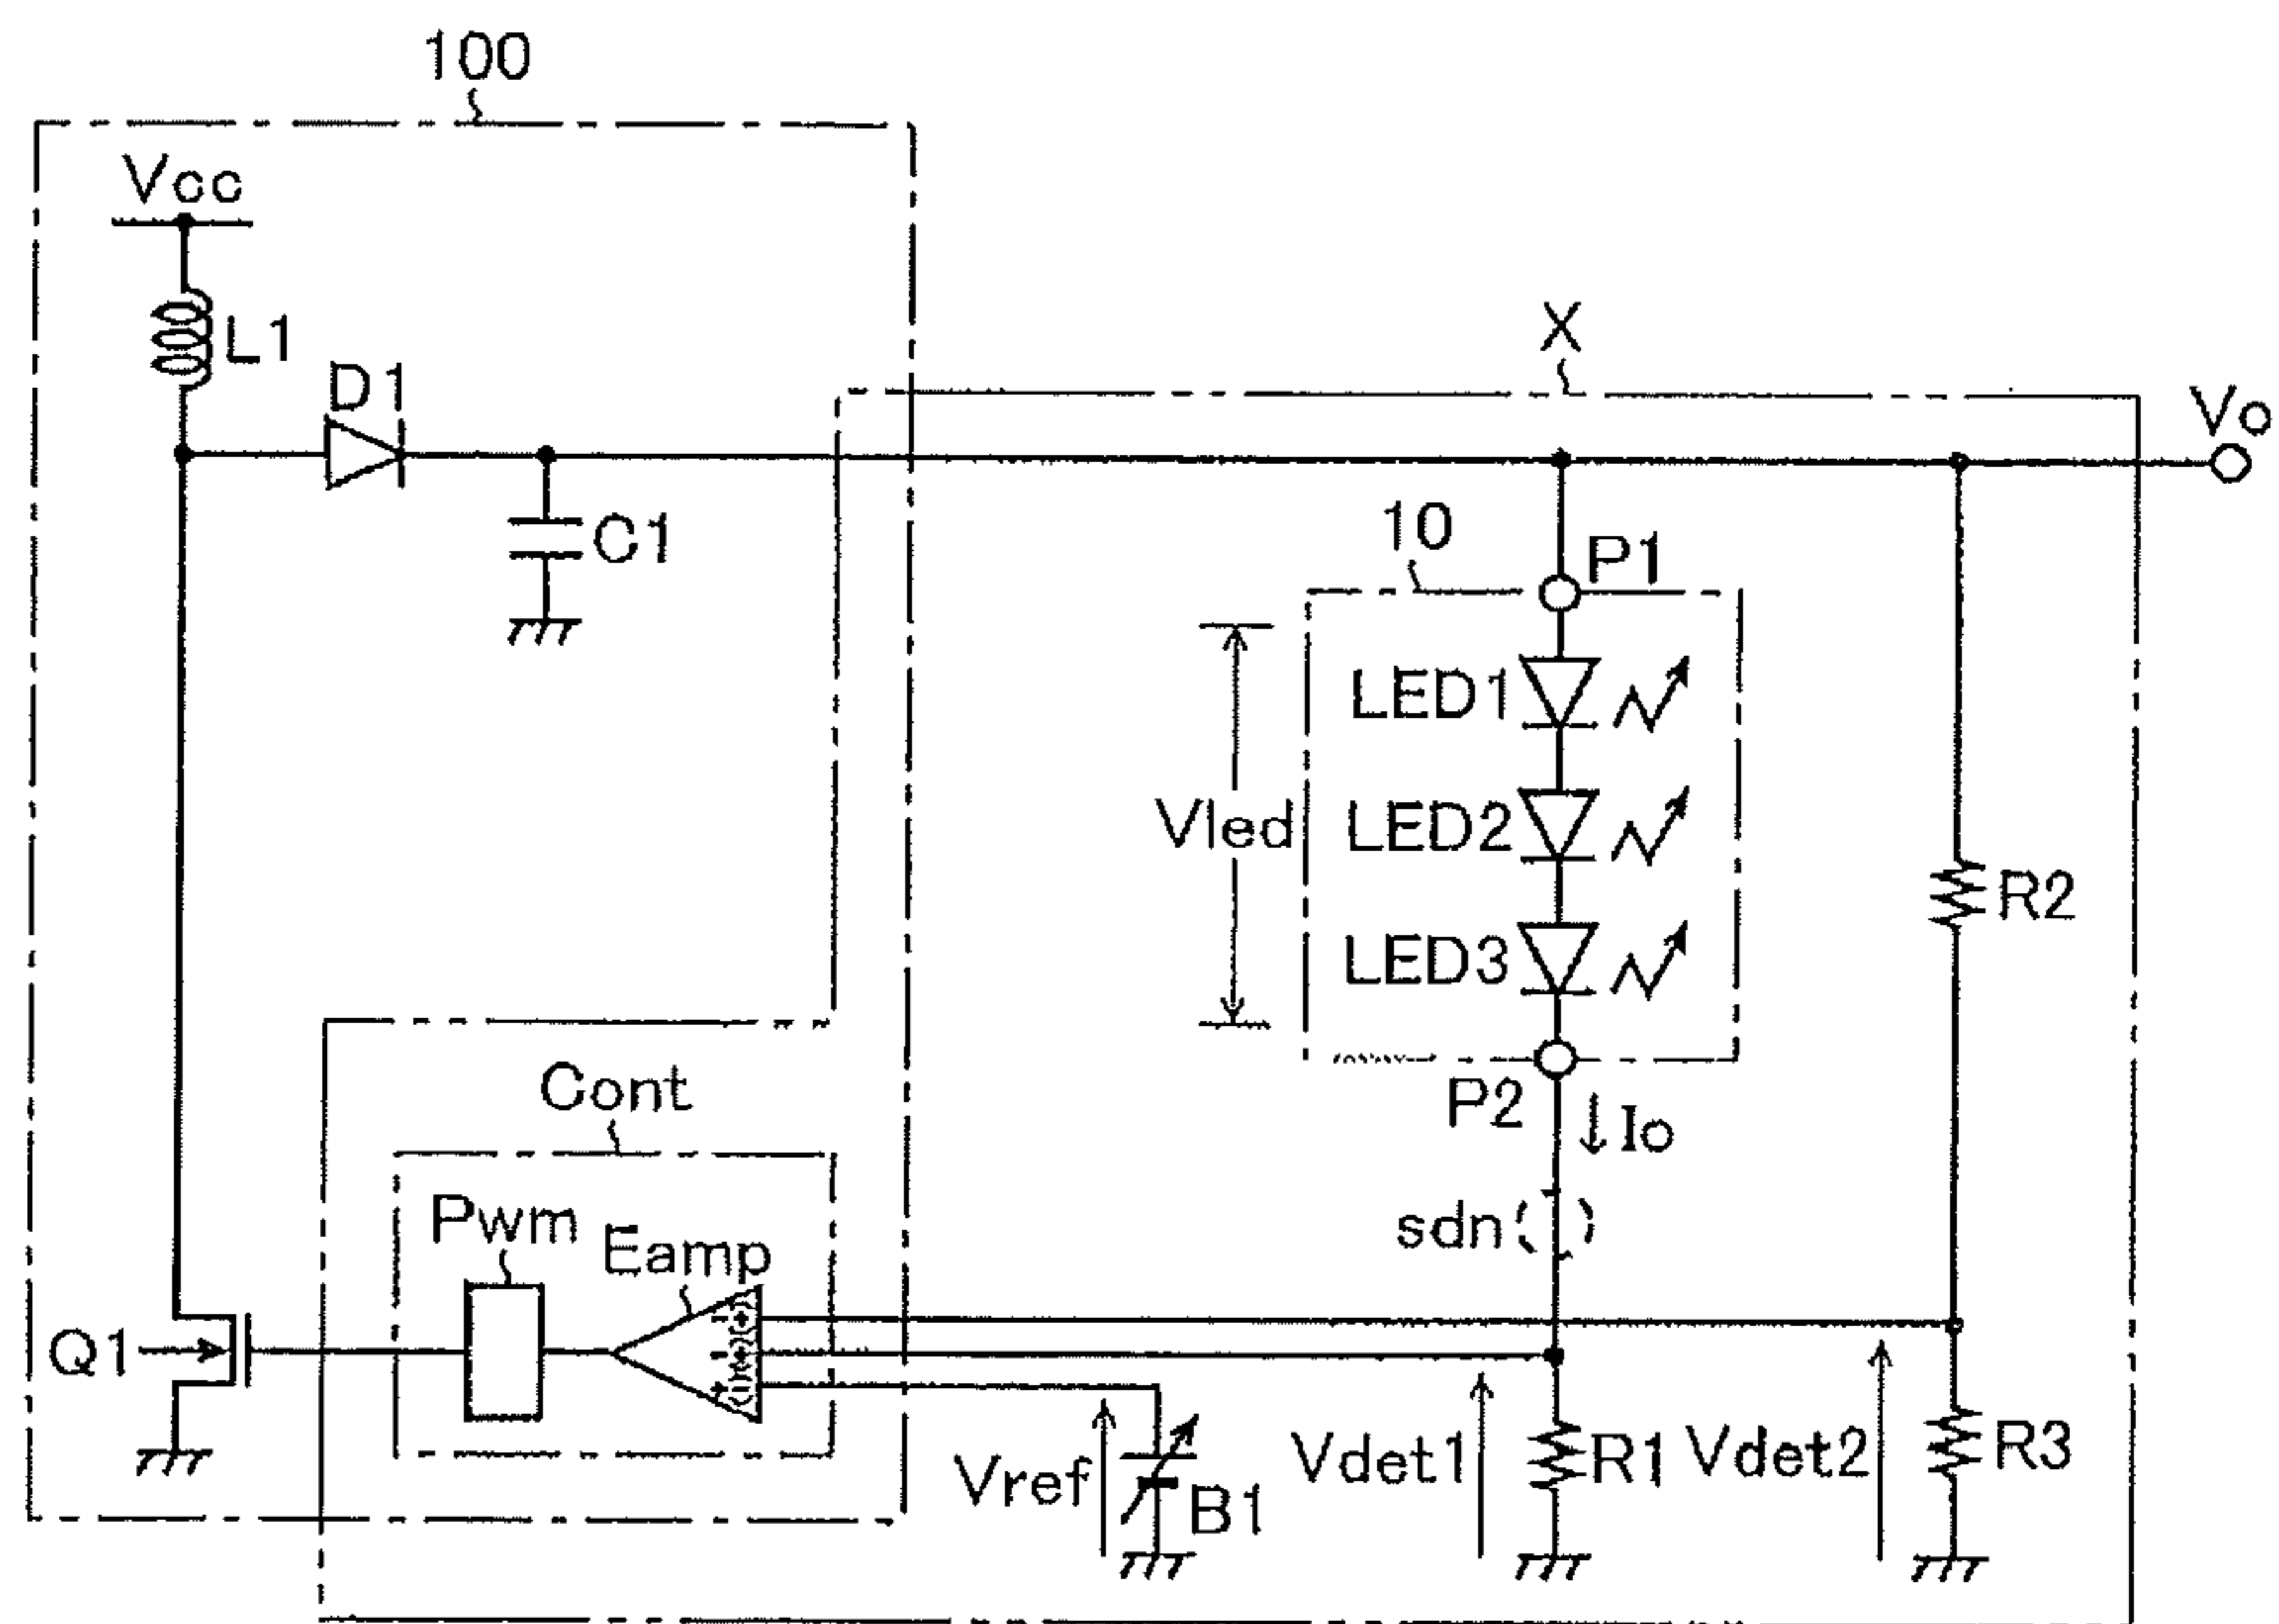 100
Vcc
L1
D1
C1
X
Vo
10
P1
LED1
Vled
LED2
LED3
R2
P2
Io
Cont
Pwm
Eamp
sdn
Q1
Vref
B1
Vdet1
R1
Vdet2
R3